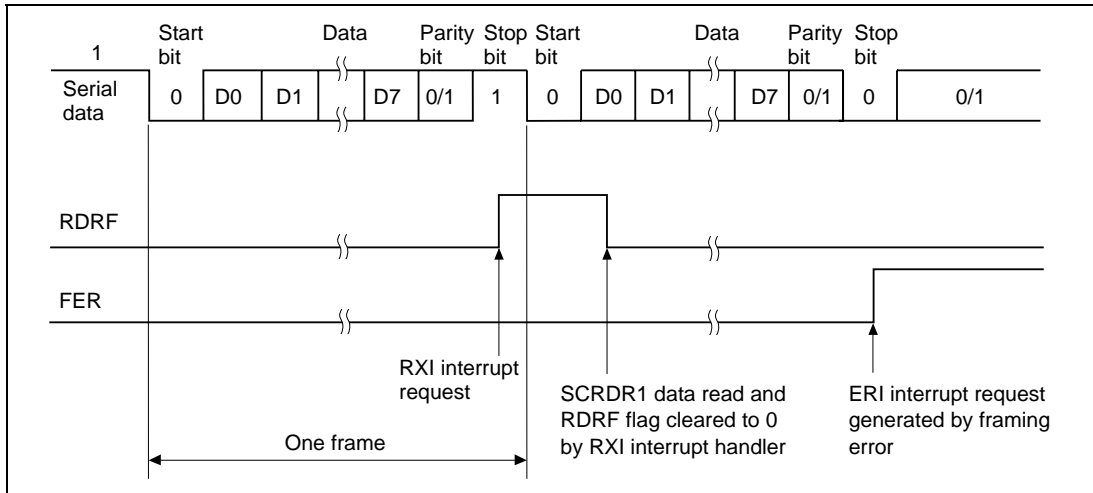 Start Data Parity Stop Start Data Parity Stop
1 bit bit bit bit bit bit
Serial 0 D0 D1 D7 0/1 1 0 D0 D1 D7 0/1 0 0/1
data
RDRF
FER
RXI interrupt
request
SCRDR1 data read and
RDRF flag cleared to 0
by RXI interrupt handler
ERI interrupt request
generated by framing
error
One frame